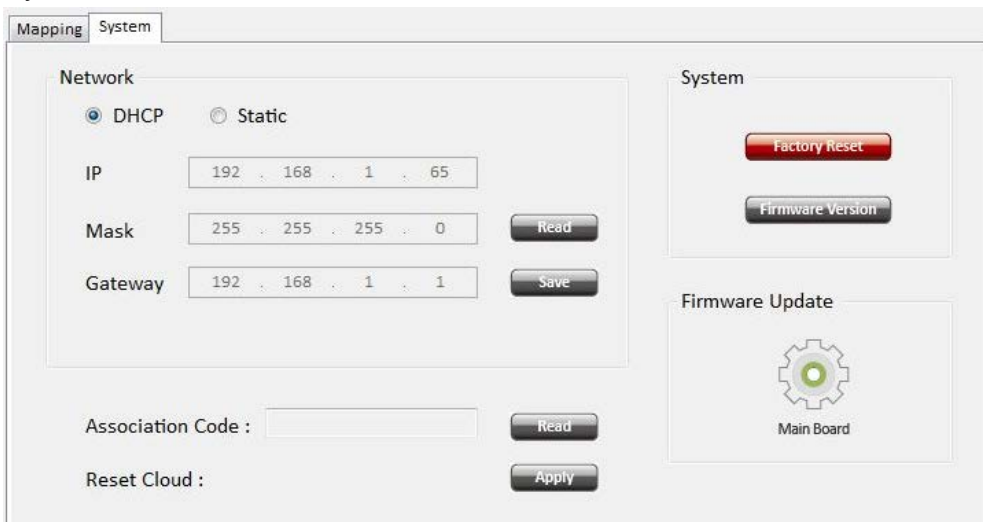 Mapping System
Network
DHCP Static
IP 192 . 168 . 1 . 65
Mask 255 . 255 . 255 . 0 Read
Gateway 192 . 168 . 1 . 1 Save
Association Code : Read
Reset Cloud : Apply
System
Factory Reset
Firmware Version
Firmware Update
Main Board